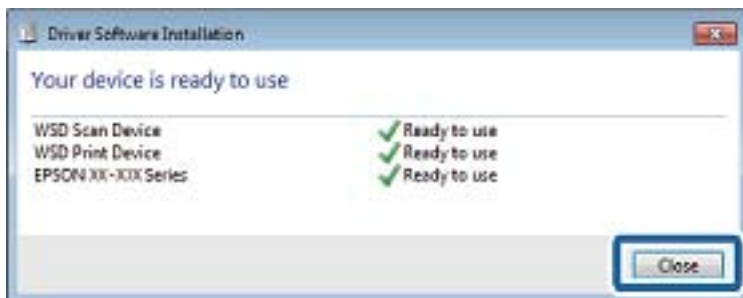 Driver Software Installation
Your device is ready to use
WSD Scan Device Ready to use
WSD Print Device Ready to use
EPSON XX-XXX Series Ready to use
Close